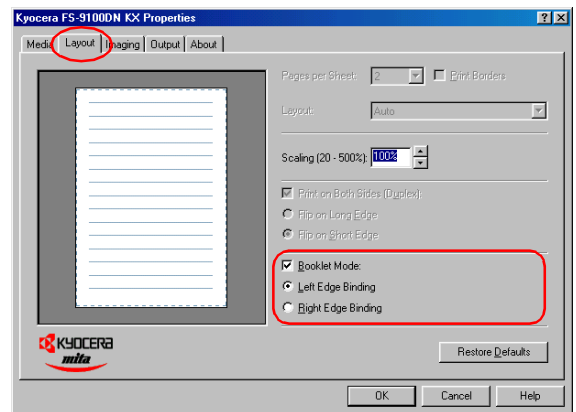 Kyocera FS-9100DN KX Properties
Media Layout Imaging Output About
Pages per Sheet: 2 Print Borders
Layout: Auto
Scaling (20 - 500%): 100%
Print on Both Sides (Duplex):
Flip on Long Edge
Flip on Short Edge
Booklet Mode:
Left Edge Binding
Right Edge Binding
KYOCERA
mita
Restore Defaults
OK Cancel Help